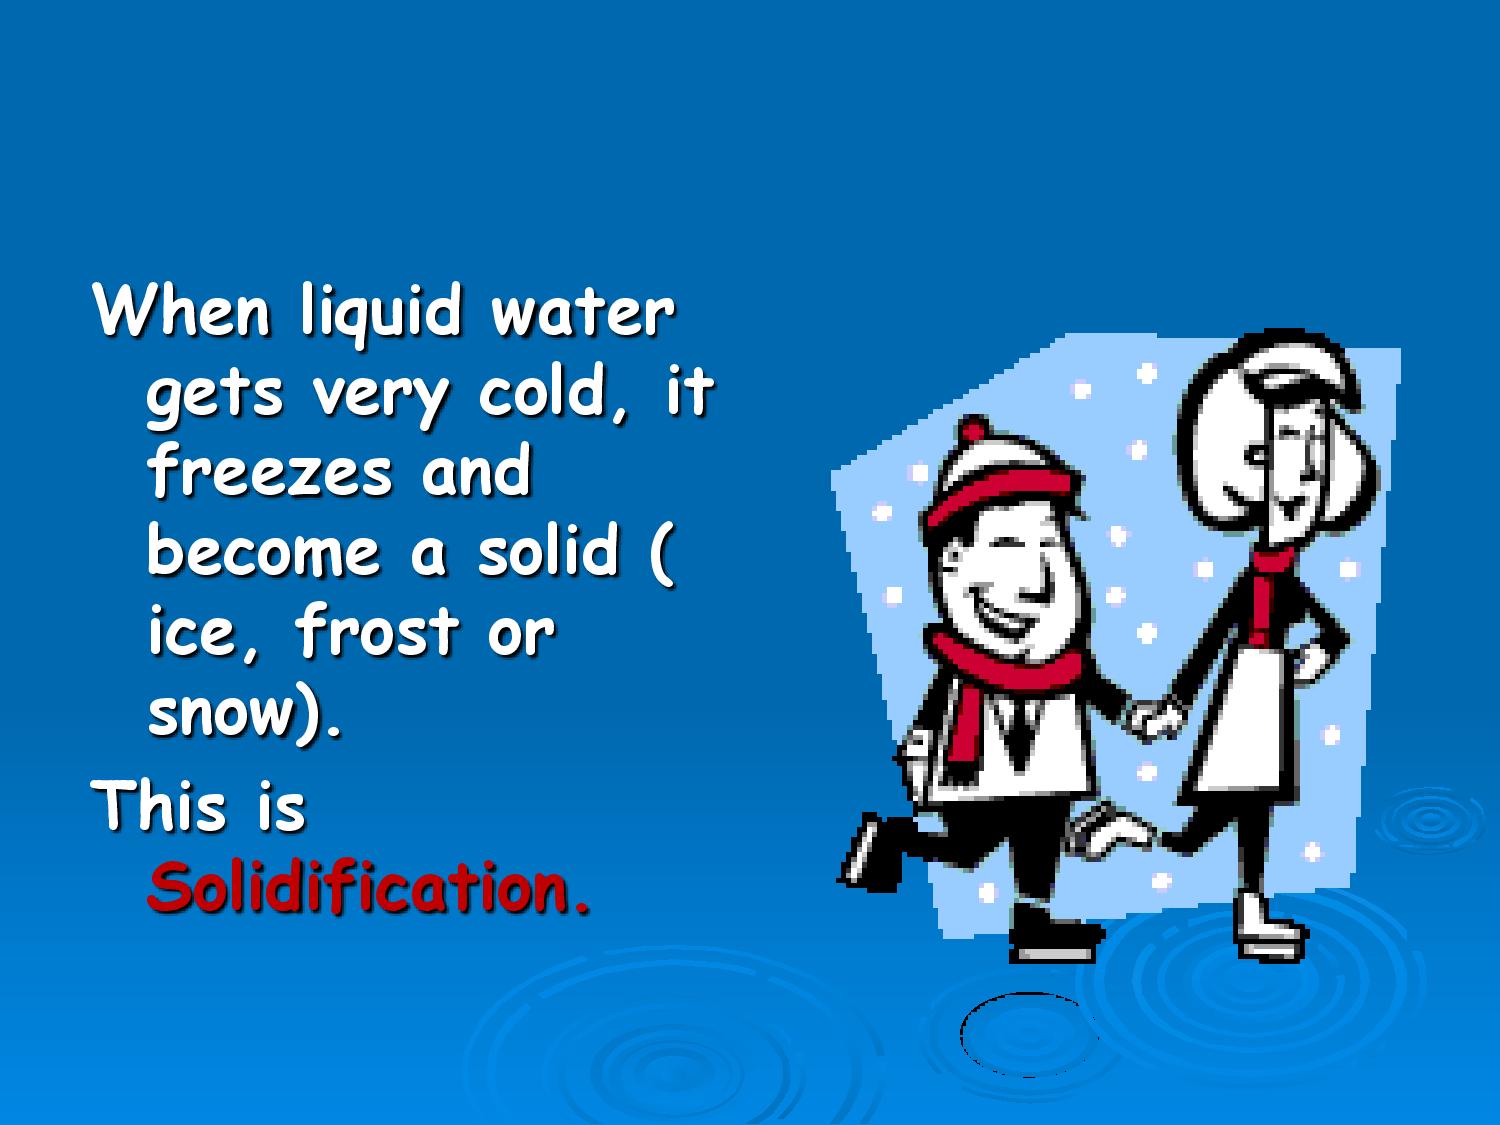 When liquid water
gets very cold, it
freezes and
become a solid (
ice, frost or
snow).
This is
Solidification.